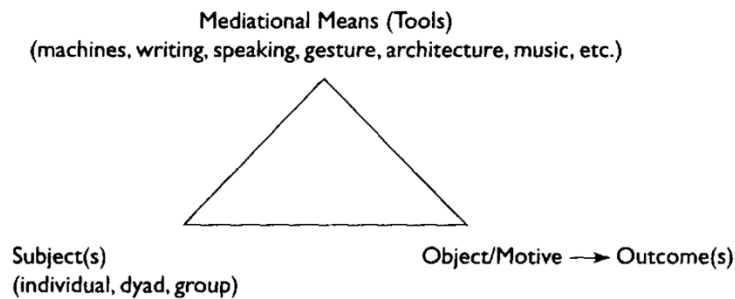 Mediational Means (Tools)
(machines, writing, speaking, gesture, architecture, music, etc.)
Subject(s)
(individual, dyad, group)
Object/Motive → Outcome(s)